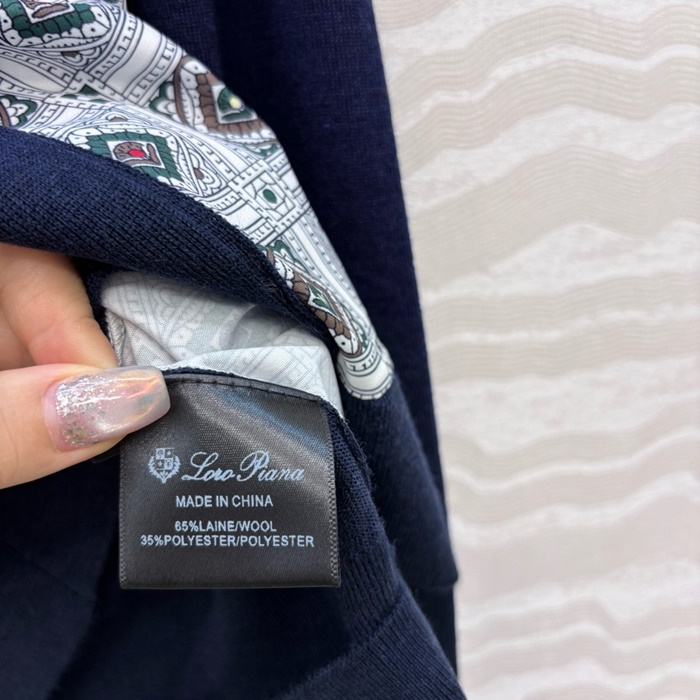 Loro Piana
MADE IN CHINA
65%LAINE/WOOL
35%POLYESTER/POLYESTER